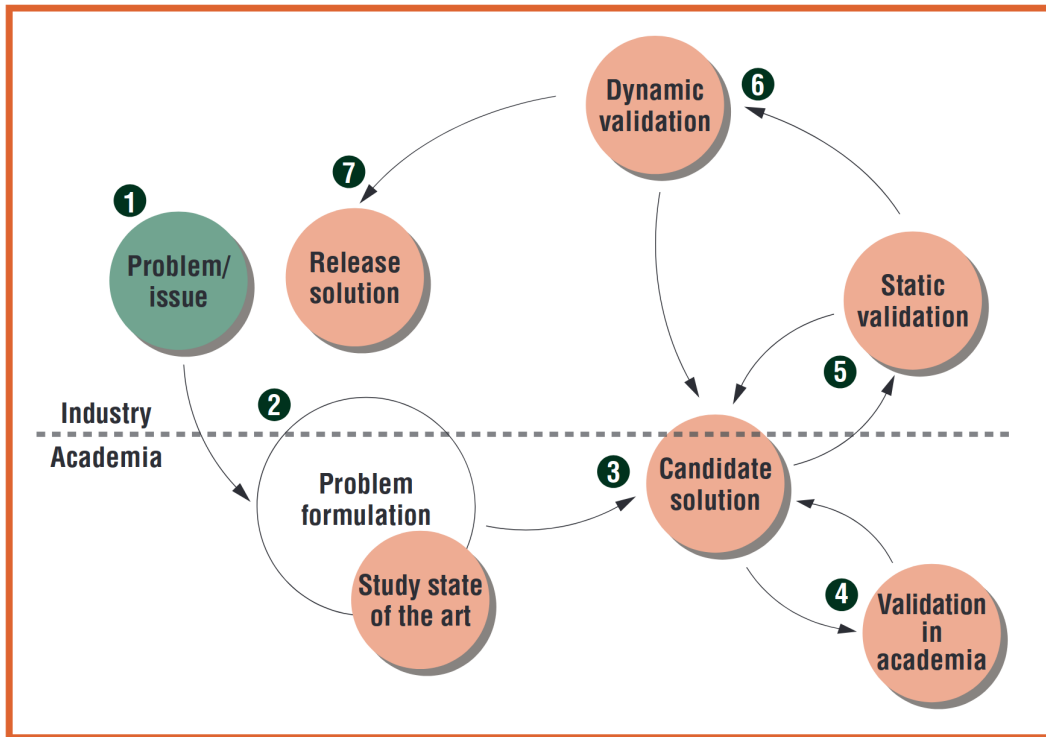 1
Problem/
issue
Industry
Academia
2
Problem
formulation
Study state
of the art
3
Candidate
solution
4
Validation
in
academia
5
Static
validation
6
Dynamic
validation
7
Release
solution